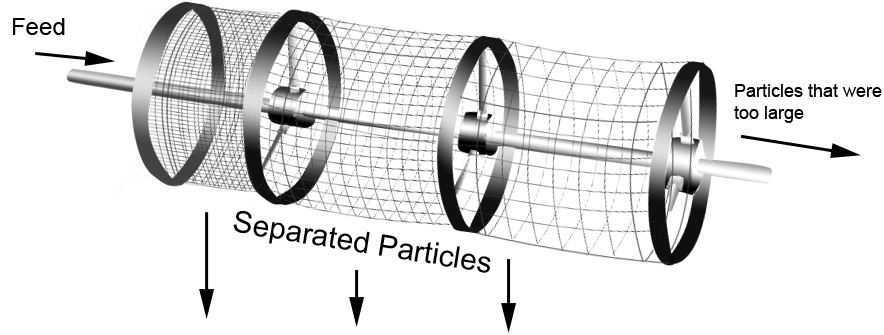 Feed
Particles that were
too large
Separated Particles